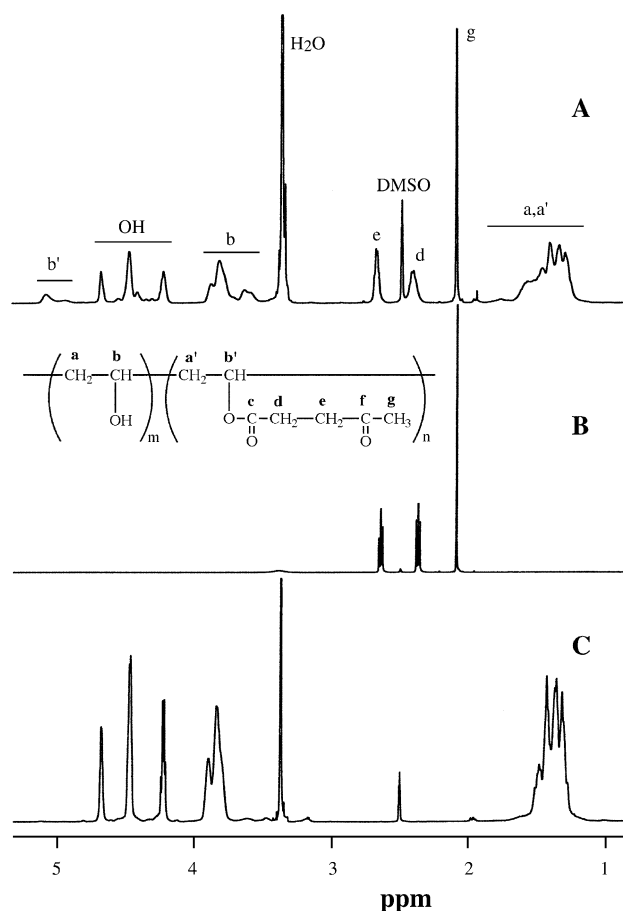 g
H2O
A
DMSO
OH
b
a,a'
b'
e
d
a b a' b' 
CH2 CH CH2 CH
c d e f g
OH
m
O C CH2 CH2 C CH3
O O
n
B
C
5 4 3 2 1
ppm